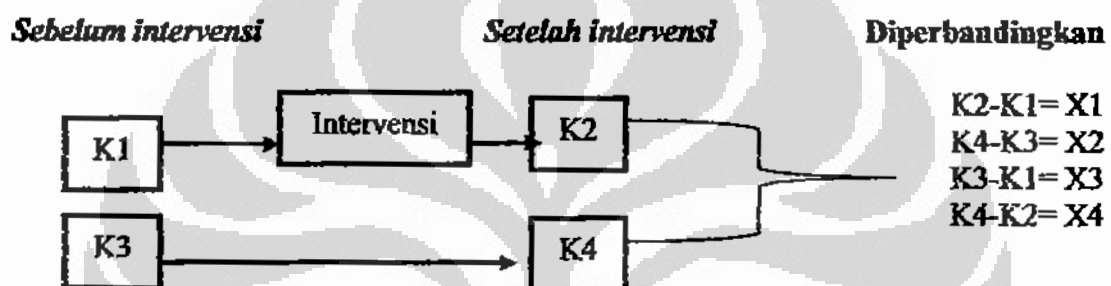 Sebelum intervensi
Setelah intervensi
Diperbandingkan
K1
Intervensi
K2
K3
K4
K2-K1= X1
K4-K3= X2
K3-K1= X3
K4-K2= X4